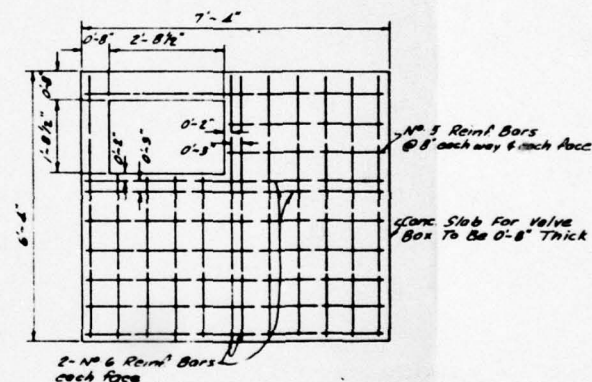 7'-4"
0'-8" 2'-8½"
0'-8"
1'-8½"
0'-2"
0'-3"
0'-2"
0'-3"
6'-4"
Nº 5 Reinf. Bars
@ 8" each way & each face
Conc. Slab For Valve
Box To Be 0'-8" Thick
2- Nº 6 Reinf. Bars
each face